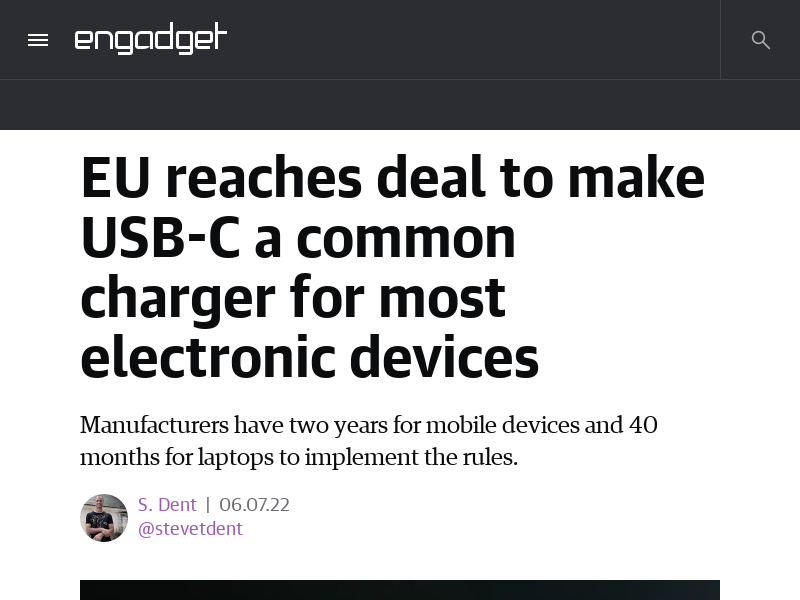 engadget
EU reaches deal to make
USB-C a common
charger for most
electronic devices
Manufacturers have two years for mobile devices and 40
months for laptops to implement the rules.
S. Dent | 06.07.22
@stevetdent